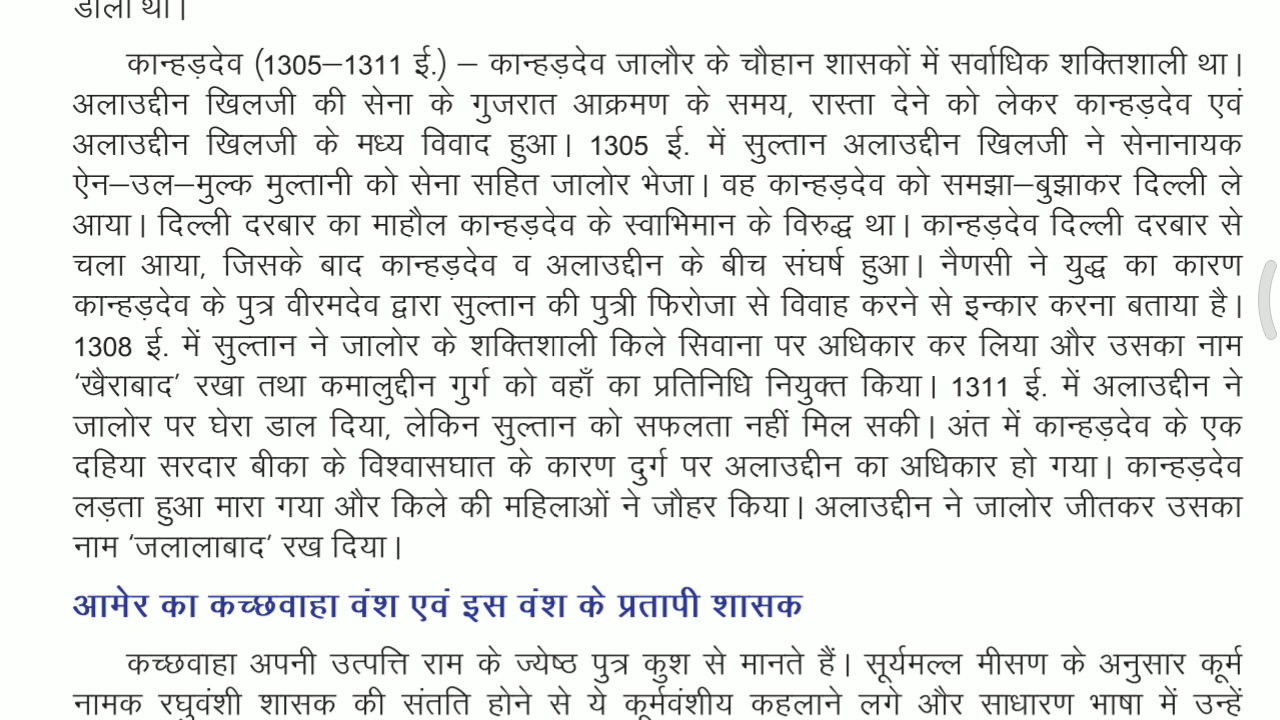 डाला था।
कान्हड़देव (1305–1311 ई.) – कान्हड़देव जालौर के चौहान शासकों में सर्वाधिक शक्तिशाली था।
अलाउद्दीन खिलजी की सेना के गुजरात आक्रमण के समय, रास्ता देने को लेकर कान्हड़देव एवं
अलाउद्दीन खिलजी के मध्य विवाद हुआ। 1305 ई. में सुल्तान अलाउद्दीन खिलजी ने सेनानायक
ऐन–उल–मुल्क मुल्तानी को सेना सहित जालोर भेजा। वह कान्हड़देव को समझा–बुझाकर दिल्ली ले
आया। दिल्ली दरबार का माहौल कान्हड़देव के स्वाभिमान के विरुद्ध था। कान्हड़देव दिल्ली दरबार से
चला आया, जिसके बाद कान्हड़देव व अलाउद्दीन के बीच संघर्ष हुआ। नैणसी ने युद्ध का कारण
कान्हड़देव के पुत्र वीरमदेव द्वारा सुल्तान की पुत्री फिरोजा से विवाह करने से इन्कार करना बताया है।
1308 ई. में सुल्तान ने जालोर के शक्तिशाली किले सिवाना पर अधिकार कर लिया और उसका नाम
‘खैराबाद’ रखा तथा कमालुद्दीन गुर्ग को वहाँ का प्रतिनिधि नियुक्त किया। 1311 ई. में अलाउद्दीन ने
जालोर पर घेरा डाल दिया, लेकिन सुल्तान को सफलता नहीं मिल सकी। अंत में कान्हड़देव के एक
दहिया सरदार बीका के विश्वासघात के कारण दुर्ग पर अलाउद्दीन का अधिकार हो गया। कान्हड़देव
लड़ता हुआ मारा गया और किले की महिलाओं ने जौहर किया। अलाउद्दीन ने जालोर जीतकर उसका
नाम ‘जलालाबाद’ रख दिया।
आमेर का कच्छवाहा वंश एवं इस वंश के प्रतापी शासक
कच्छवाहा अपनी उत्पत्ति राम के ज्येष्ठ पुत्र कुश से मानते हैं। सूर्यमल्ल मीसण के अनुसार कूर्म
नामक रघुवंशी शासक की संतति होने से ये कूर्मवंशीय कहलाने लगे और साधारण भाषा में उन्हें